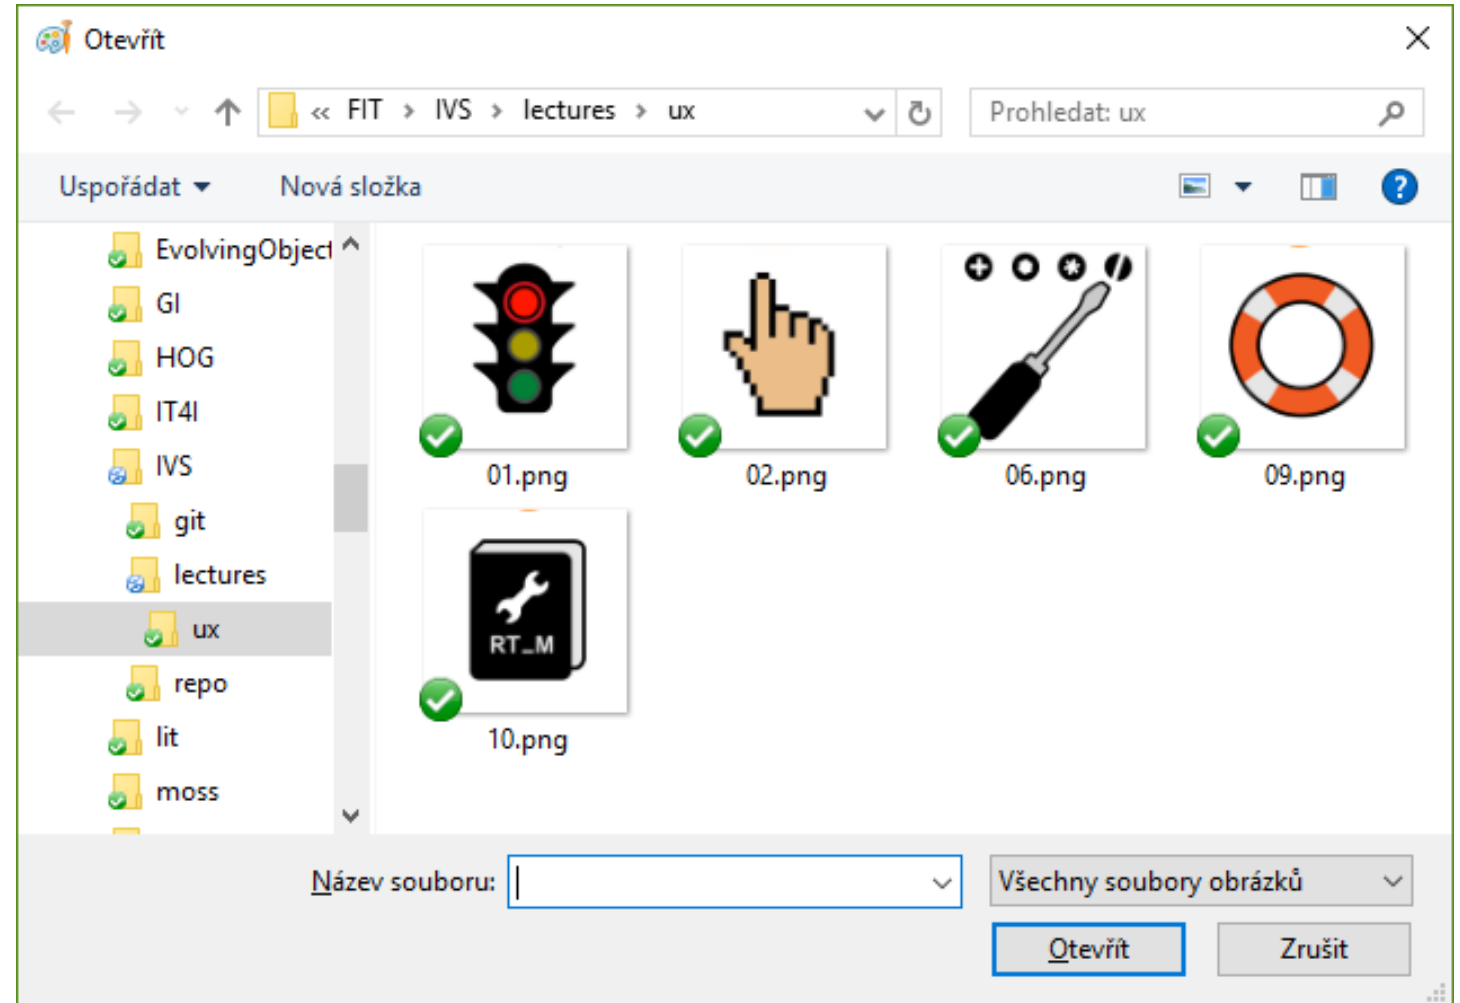 Otevřít
« FIT > IVS > lectures > ux
Prohledat: ux
Uspořádat
Nová složka
?
EvolvingObject
GI
HOG
IT4I
IVS
git
lectures
ux
repo
lit
moss
01.png
02.png
06.png
09.png
RT_M
10.png
Název souboru:
Všechny soubory obrázků
Otevřít
Zrušit